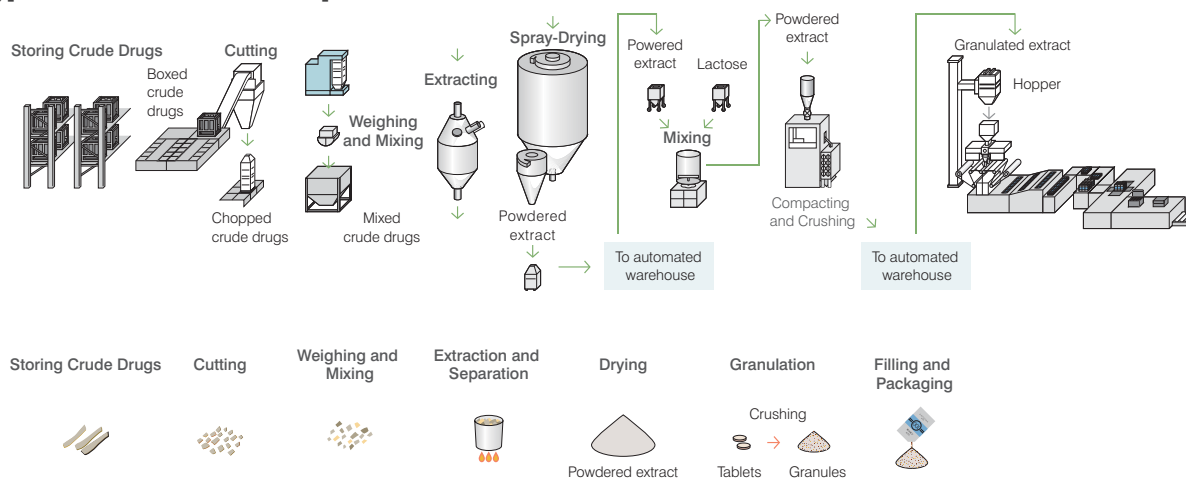 Storing Crude Drugs
Boxed
crude
drugs
Cutting
Chopped
crude drugs
Weighing
and Mixing
Mixed
crude drugs
Extracting
Spray-Drying
Powdered
extract
To automated
warehouse
Powered
extract
Lactose
Mixing
Powdered
extract
Compacting
and Crushing
To automated
warehouse
Granulated extract
Hopper
Storing Crude Drugs
Cutting
Weighing and
Mixing
Extraction and
Separation
Drying
Powdered extract
Granulation
Crushing
Tablets
Granules
Filling and
Packaging